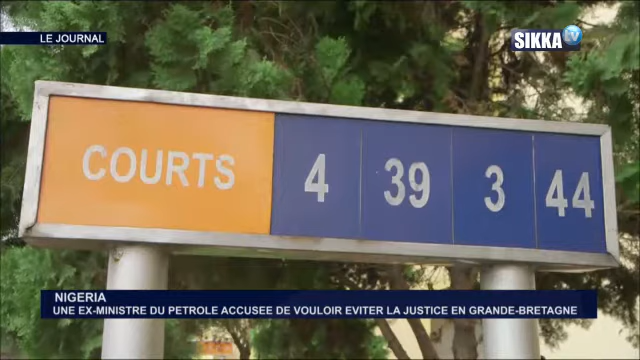 LE JOURNAL
SIKKA tv
COURTS 4 39 3 44
NIGERIA
UNE EX-MINISTRE DU PETROLE ACCUSEE DE VOULOIR EVITER LA JUSTICE EN GRANDE-BRETAGNE